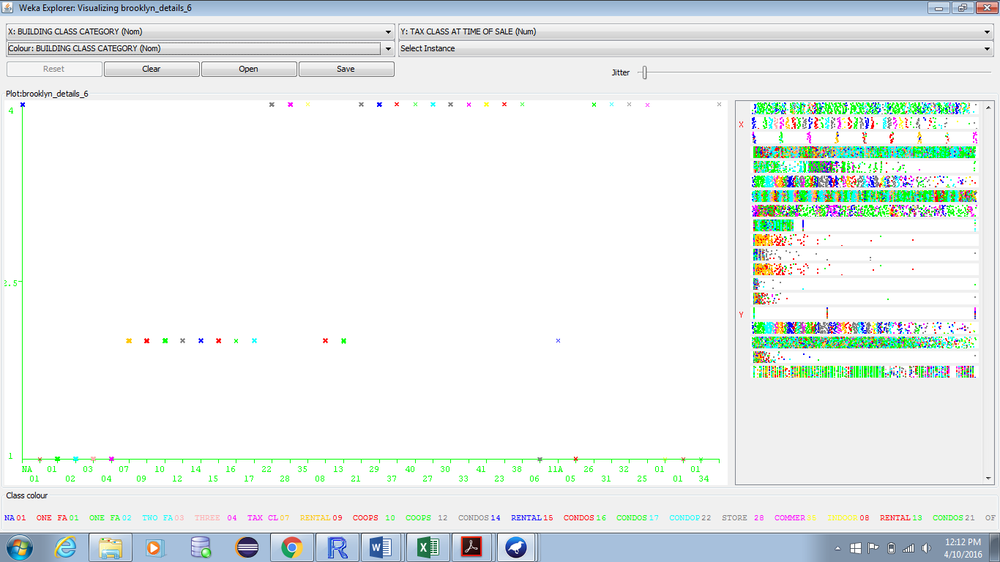 Weka Explorer: Visualizing brooklyn_details_6
X: BUILDING CLASS CATEGORY (Nom) Y: TAX CLASS AT TIME OF SALE (Num)
Colour: BUILDING CLASS CATEGORY (Nom) Select Instance
Reset Clear Open Save Jitter
Plot:brooklyn_details_6
4
X
2.5
Y
1
NA 01 03 07 10 14 16 22 35 13 29 40 30 41 38 11A 26 32 01 01
01 02 04 09 12 15 17 28 08 21 37 27 33 23 06 05 31 25 01 34
Class colour
NA 01 ONE FA 01 ONE FA 02 TWO FA 03 THREE 04 TAX CL 07 RENTAL 09 COOPS 10 COOPS 12 CONDOS 14 RENTAL 15 CONDOS 16 CONDOS 17 CONDOP 22 STORE 28 COMMER 35 INDOOR 08 RENTAL 13 CONDOS 21 OF
12:12 PM
4/10/2016